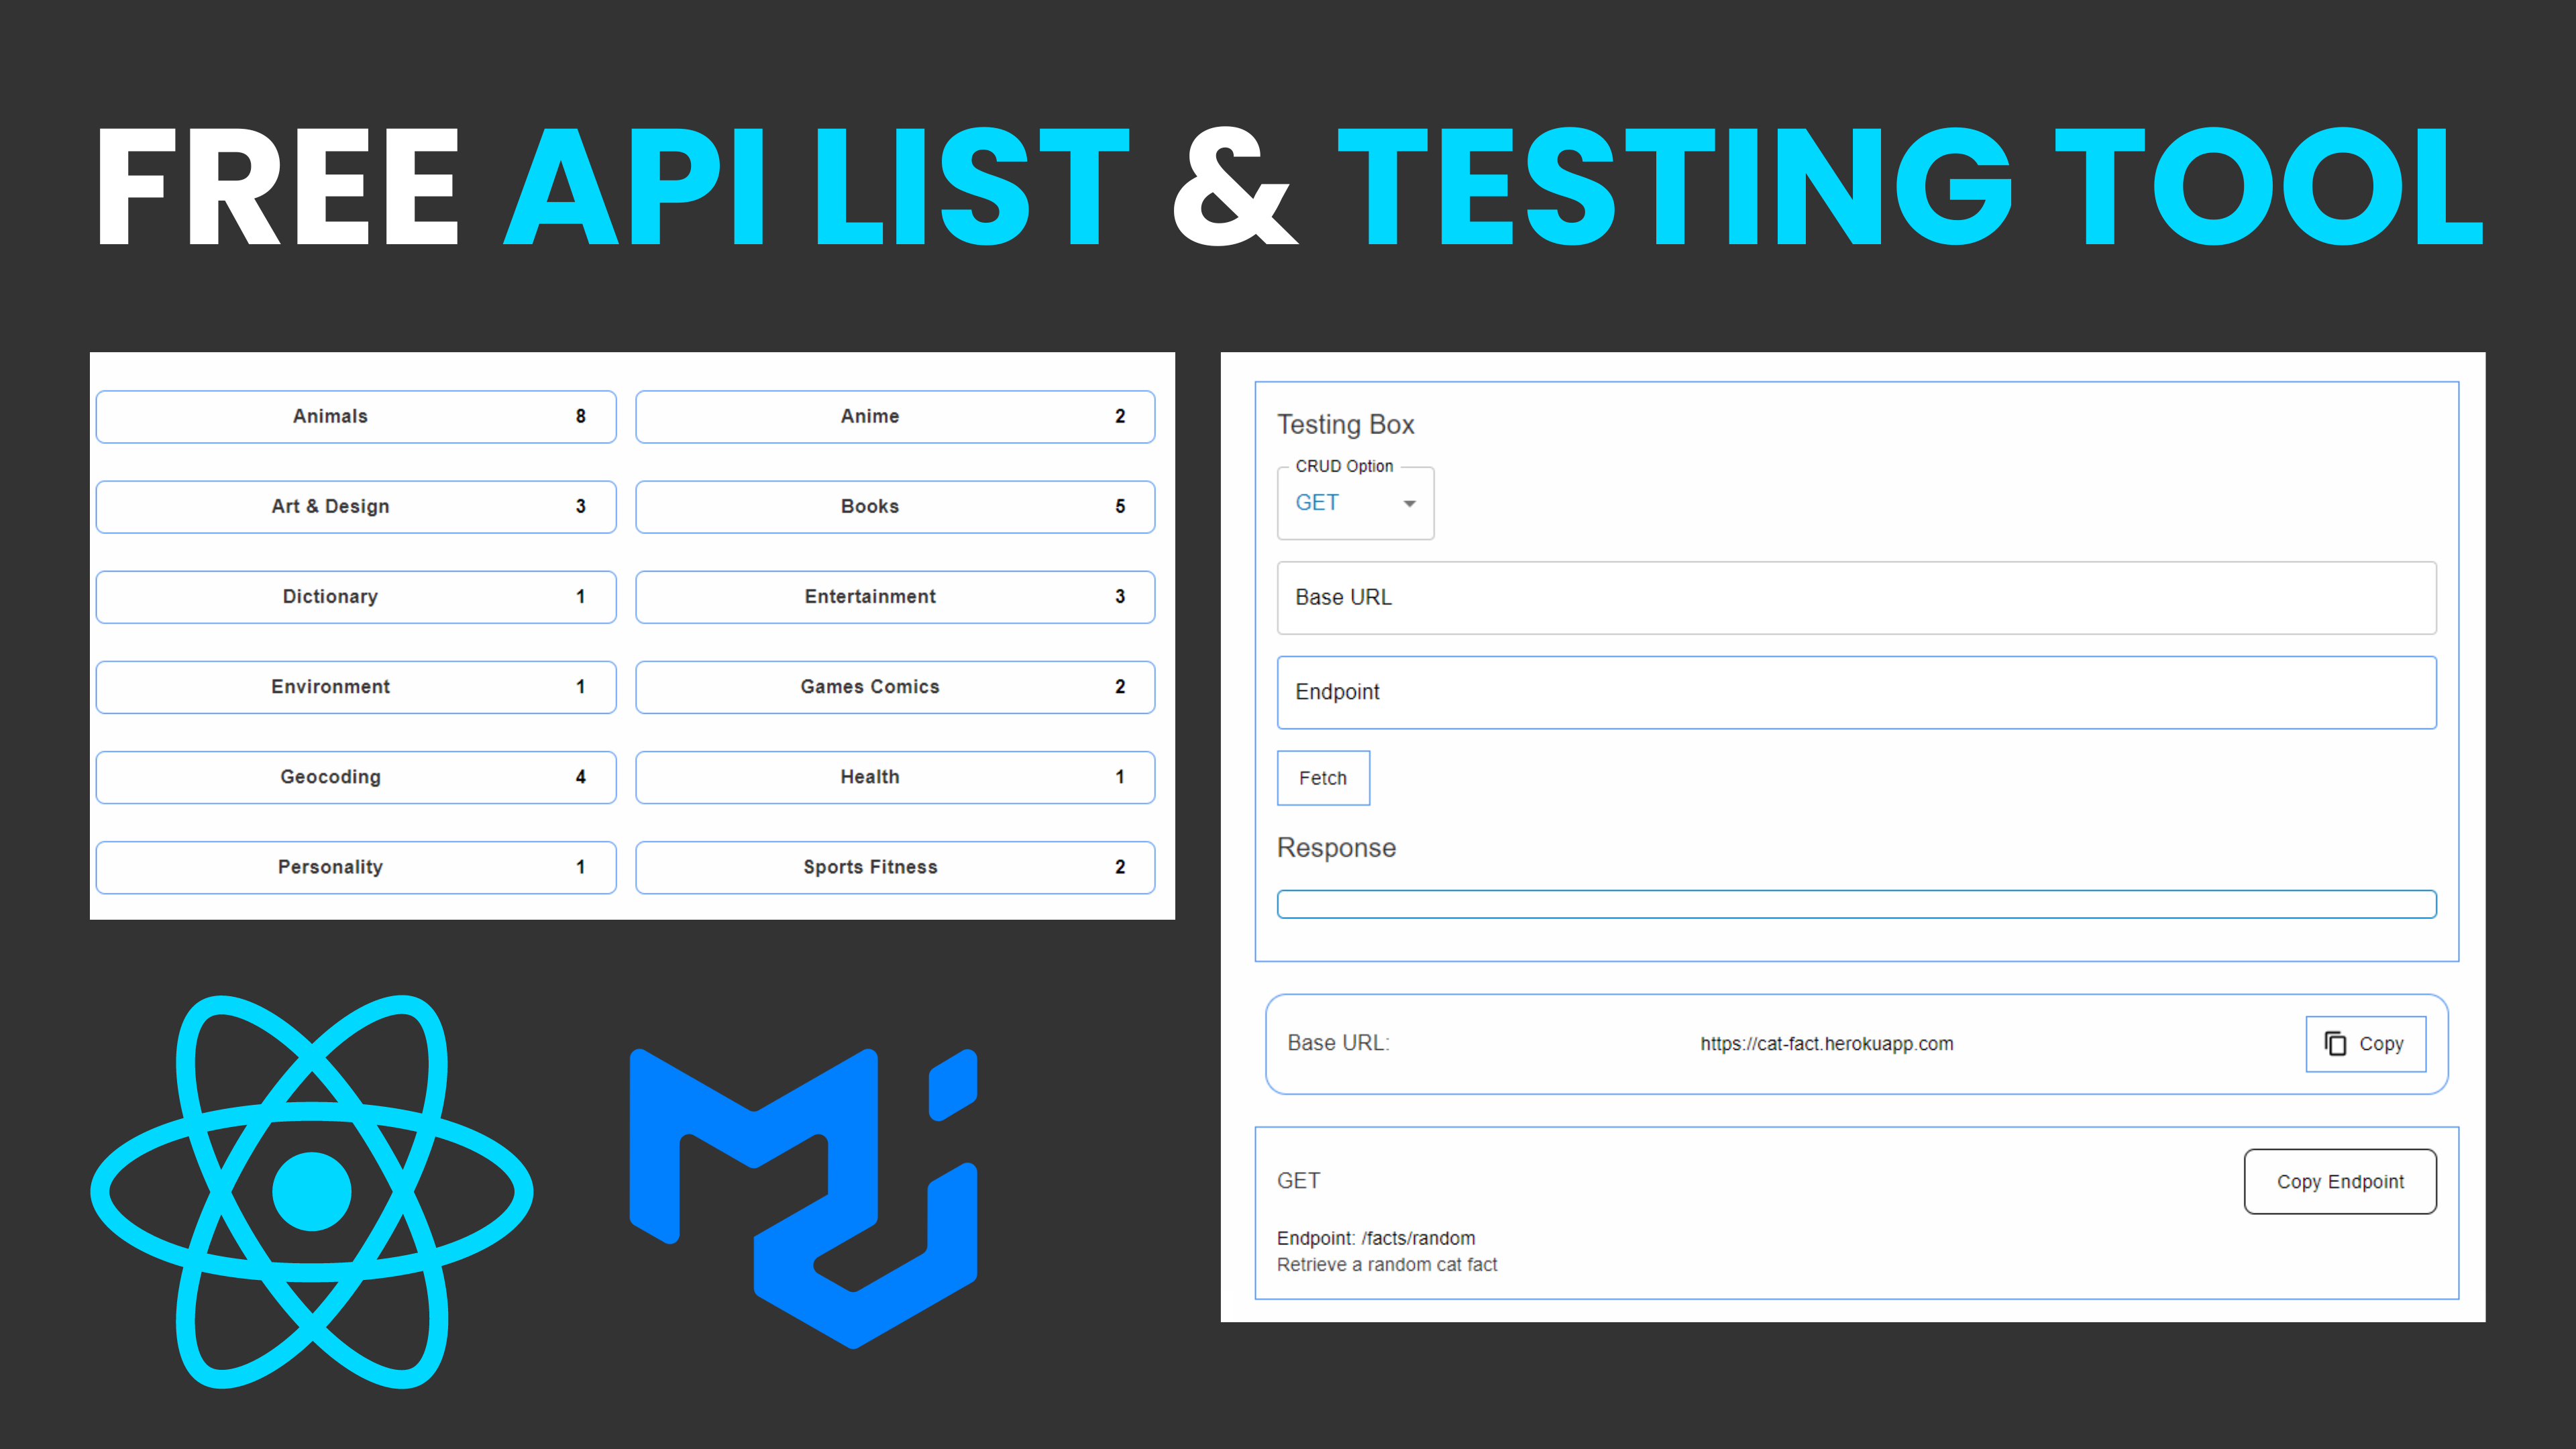 FREE API LIST & TESTING TOOL
Animals 8
Anime 2
Art & Design 3
Books 5
Dictionary 1
Entertainment 3
Environment 1
Games Comics 2
Geocoding 4
Health 1
Personality 1
Sports Fitness 2
Testing Box
CRUD Option
GET
Base URL
Endpoint
Fetch
Response
Base URL: https://cat-fact.herokuapp.com Copy
GET Copy Endpoint
Endpoint: /facts/random
Retrieve a random cat fact